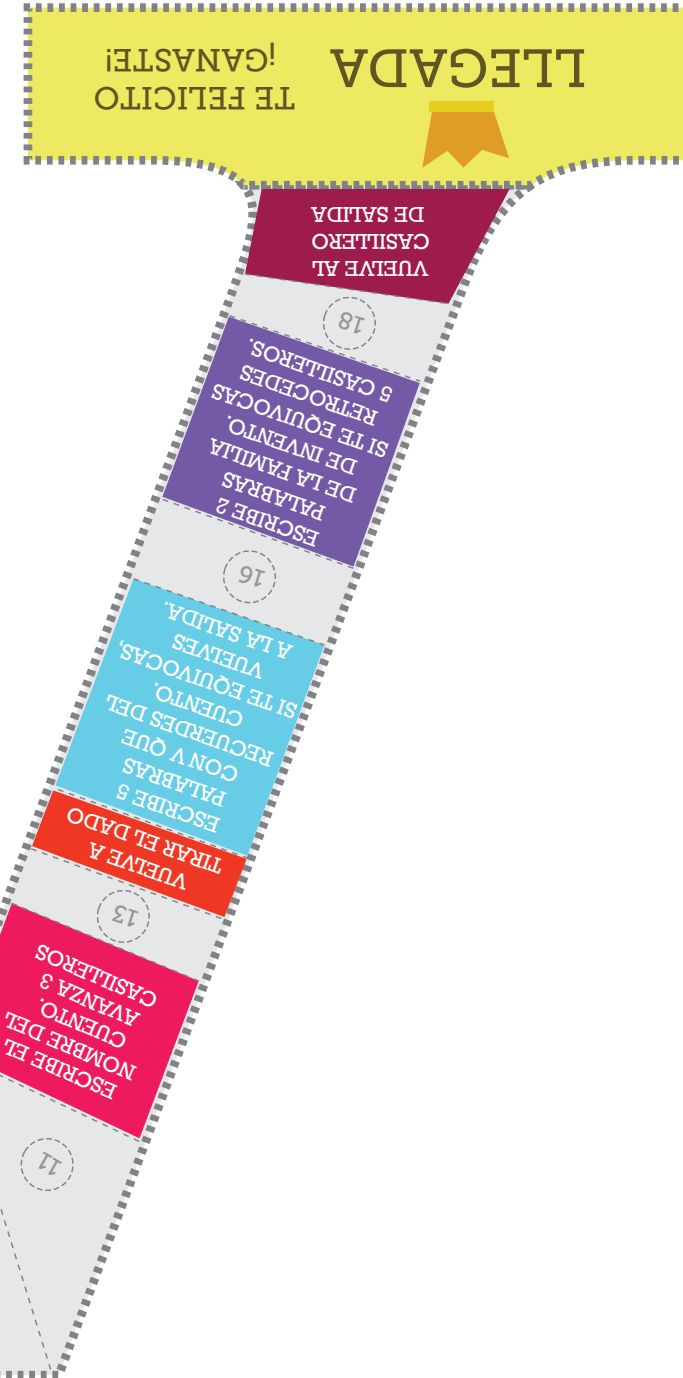 11
ESCRIBE EL
NOMBRE DEL
CUENTO.
AVANZA 3
CASILLEROS
13
VUELVE A
TIRAR EL DADO
ESCRIBE 5
PALABRAS
CON V QUE
RECUERDES DEL
CUENTO.
SI TE EQUIVOCAS,
VUELVES
A LA SALIDA.
16
ESCRIBE 2
PALABRAS
DE LA FAMILIA
DE INVENTO.
SI TE EQUIVOCAS
RETROCEDES
5 CASILLEROS.
18
VUELVE AL
CASILLERO
DE SALIDA
LLEGADA
TE FELICITO
¡GANASTE!